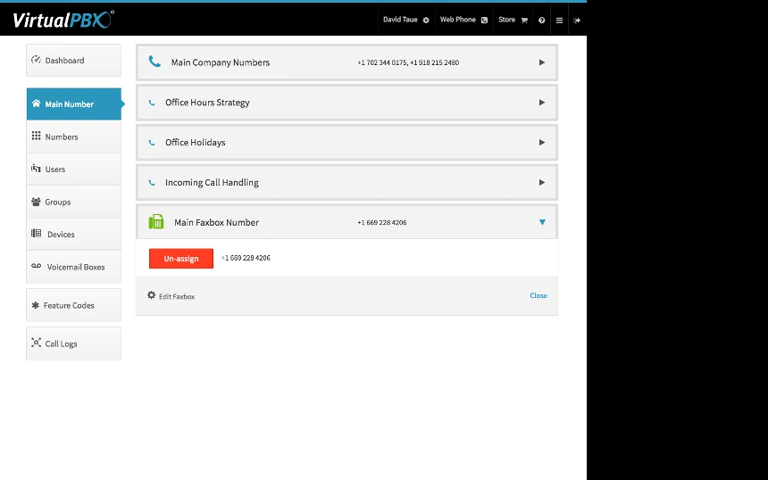 VirtualPBX®
David Taue
Web Phone
Store
Dashboard
Main Number
Numbers
Users
Groups
Devices
Voicemail Boxes
Feature Codes
Call Logs
Main Company Numbers +1 702 344 0175, +1 918 215 2480
Office Hours Strategy
Office Holidays
Incoming Call Handling
Main Faxbox Number +1 669 228 4206
Un-assign +1 669 228 4206
Edit Faxbox Close